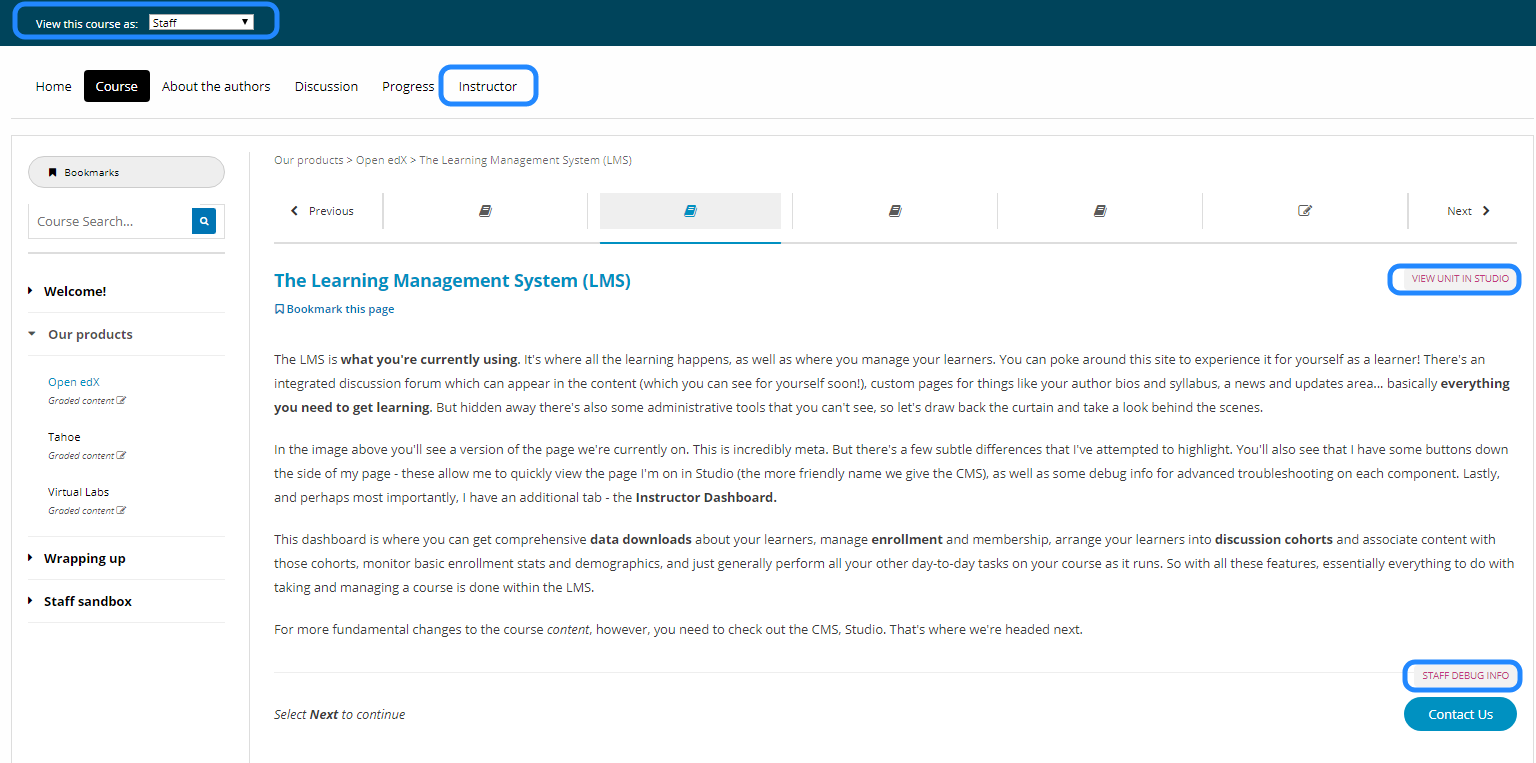 View this course as: Staff
Home Course About the authors Discussion Progress Instructor
Bookmarks
Course Search...
Welcome!
Our products
Open edX
Graded content
Tahoe
Graded content
Virtual Labs
Graded content
Wrapping up
Staff sandbox
Our products > Open edX > The Learning Management System (LMS)
Previous Next
The Learning Management System (LMS)
VIEW UNIT IN STUDIO
Bookmark this page
The LMS is what you're currently using. It's where all the learning happens, as well as where you manage your learners. You can poke around this site to experience it for yourself as a learner! There's an
integrated discussion forum which can appear in the content (which you can see for yourself soon!), custom pages for things like your author bios and syllabus, a news and updates area... basically everything
you need to get learning. But hidden away there's also some administrative tools that you can't see, so let's draw back the curtain and take a look behind the scenes.
In the image above you'll see a version of the page we're currently on. This is incredibly meta. But there's a few subtle differences that I've attempted to highlight. You'll also see that I have some buttons down
the side of my page - these allow me to quickly view the page I'm on in Studio (the more friendly name we give the CMS), as well as some debug info for advanced troubleshooting on each component. Lastly,
and perhaps most importantly, I have an additional tab - the Instructor Dashboard.
This dashboard is where you can get comprehensive data downloads about your learners, manage enrollment and membership, arrange your learners into discussion cohorts and associate content with
those cohorts, monitor basic enrollment stats and demographics, and just generally perform all your other day-to-day tasks on your course as it runs. So with all these features, essentially everything to do with
taking and managing a course is done within the LMS.
For more fundamental changes to the course content, however, you need to check out the CMS, Studio. That's where we're headed next.
STAFF DEBUG INFO
Select Next to continue
Contact Us